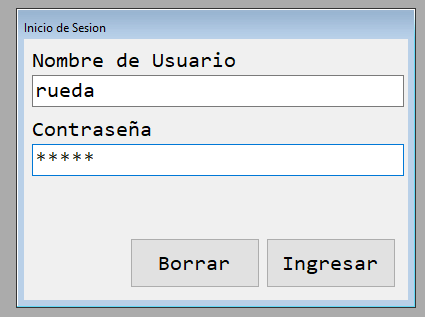 Inicio de Sesion
Nombre de Usuario
rueda
Contraseña
*****
Borrar Ingresar